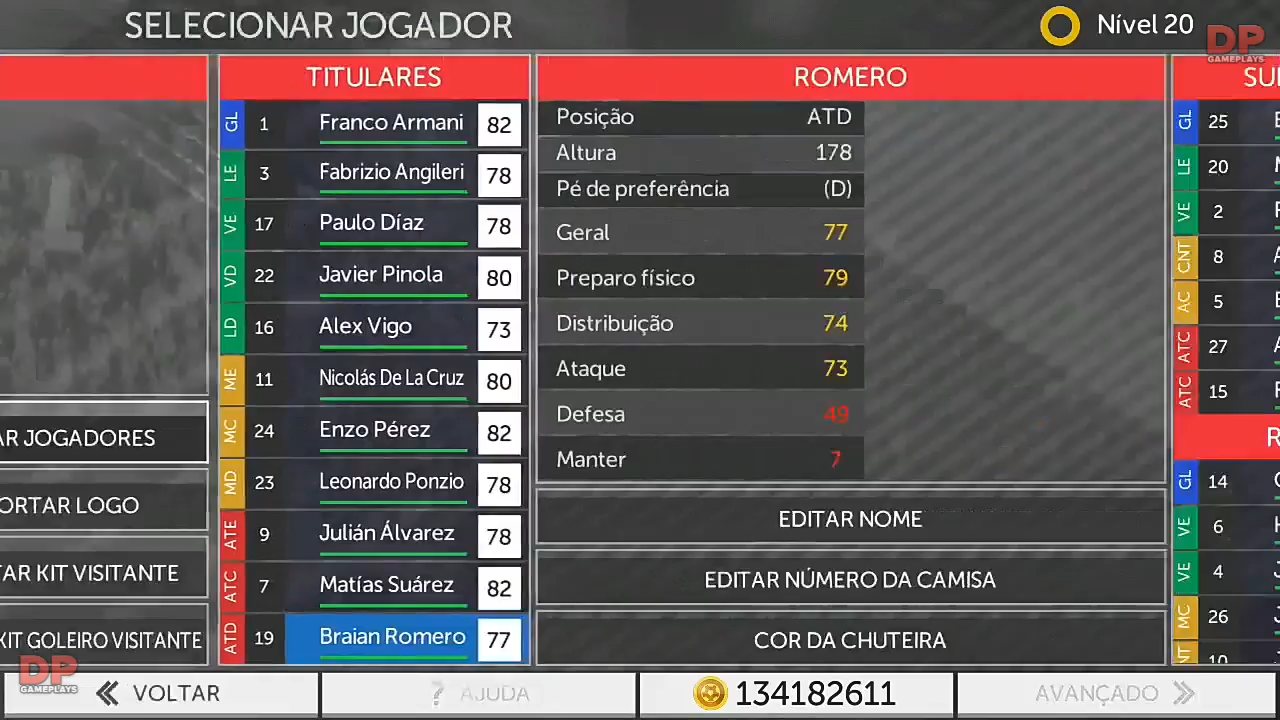 SELECIONAR JOGADOR
Nível 20
DP
GAMEPLAYS
AR JOGADORES
ORTAR LOGO
TAR KIT VISITANTE
KIT GOLEIRO VISITANTE
TITULARES
GL 1 Franco Armani 82
LE 3 Fabrizio Angileri 78
VE 17 Paulo Díaz 78
VD 22 Javier Pinola 80
LD 16 Alex Vigo 73
ME 11 Nicolás De La Cruz 80
MC 24 Enzo Pérez 82
MD 23 Leonardo Ponzio 78
ATE 9 Julián Álvarez 78
ATC 7 Matías Suárez 82
ATD 19 Braian Romero 77
ROMERO
Posição ATD
Altura 178
Pé de preferência (D)
Geral 77
Preparo físico 79
Distribuição 74
Ataque 73
Defesa 49
Manter 7
EDITAR NOME
EDITAR NÚMERO DA CAMISA
COR DA CHUTEIRA
SU
GL 25
LE 20
VE 2
CNT 8
AC 5
ATC 27
ATC 15
R
GL 14
VE 6
VE 4
MC 26
NT 10
DP
GAMEPLAYS
VOLTAR
? AJUDA
134182611
AVANÇADO